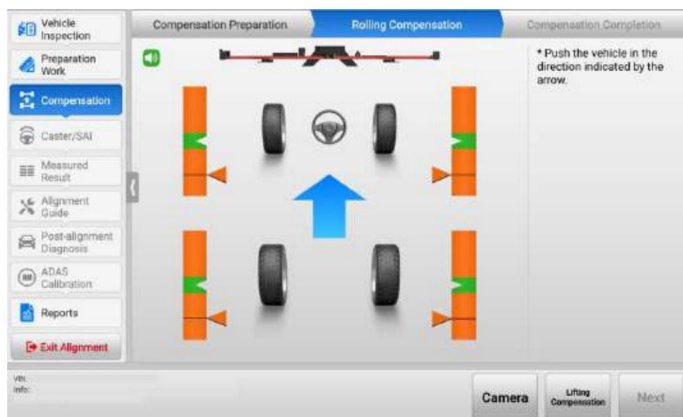 Vehicle
Inspection
Preparation
Work
Compensation
Caster/SAI
Measured
Result
Alignment
Guide
Post-alignment
Diagnosis
ADAS
Calibration
Reports
Exit Alignment
Compensation Preparation
Rolling Compensation
Compensation Completion
* Push the vehicle in the
direction indicated by the
arrow.
VIN:
Info:
Camera
Lifting
Compensation
Next